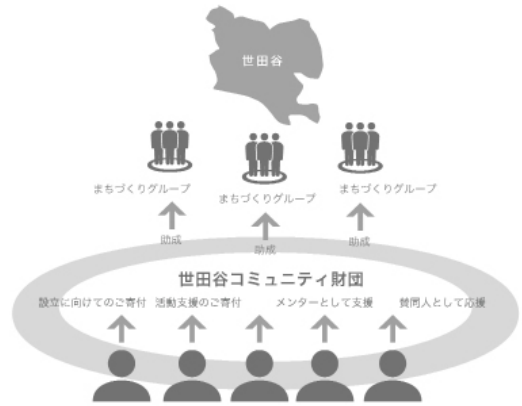 世田谷
まちづくりグループ
まちづくりグループ
まちづくりグループ
助成
助成
助成
世田谷コミュニティ財団
設立に向けてのご寄付 活動支援のご寄付 メンターとして支援 賛同人として応援